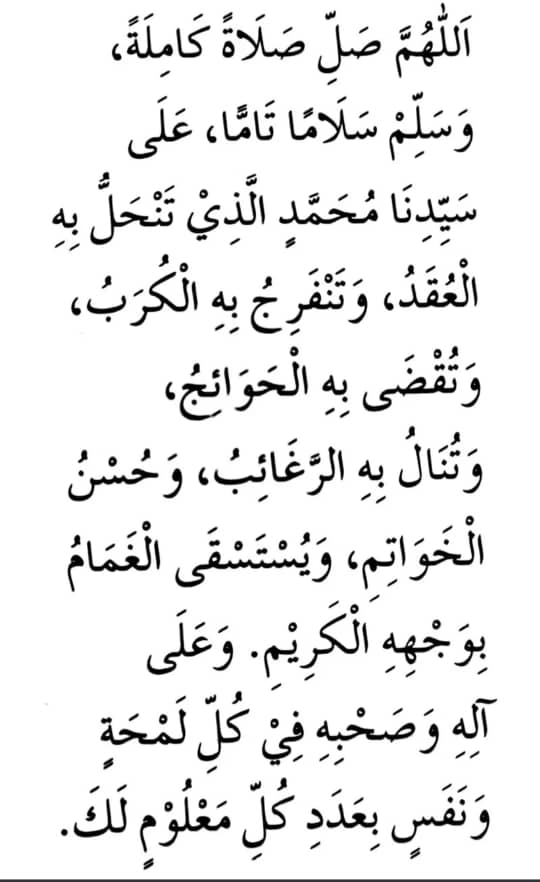 اَللّٰهُمَّ صَلِّ صَلَاةً كَامِلَةً،
وَسَلِّمْ سَلَامًا تَامًّا، عَلَى
سَيِّدِنَا مُحَمَّدٍ الَّذِيْ تَنْحَلُّ بِهِ
الْعُقَدُ، وَتَنْفَرِجُ بِهِ الْكُرَبُ،
وَتُقْضَى بِهِ الْحَوَائِجُ،
وَتُنَالُ بِهِ الرَّغَائِبُ، وَحُسْنُ
الْخَوَاتِمِ، وَيُسْتَسْقَى الْغَمَامُ
بِوَجْهِهِ الْكَرِيْمِ. وَعَلَى
آلِهِ وَصَحْبِهِ فِيْ كُلِّ لَمْحَةٍ
وَنَفَسٍ بِعَدَدِ كُلِّ مَعْلُوْمٍ لَكَ.